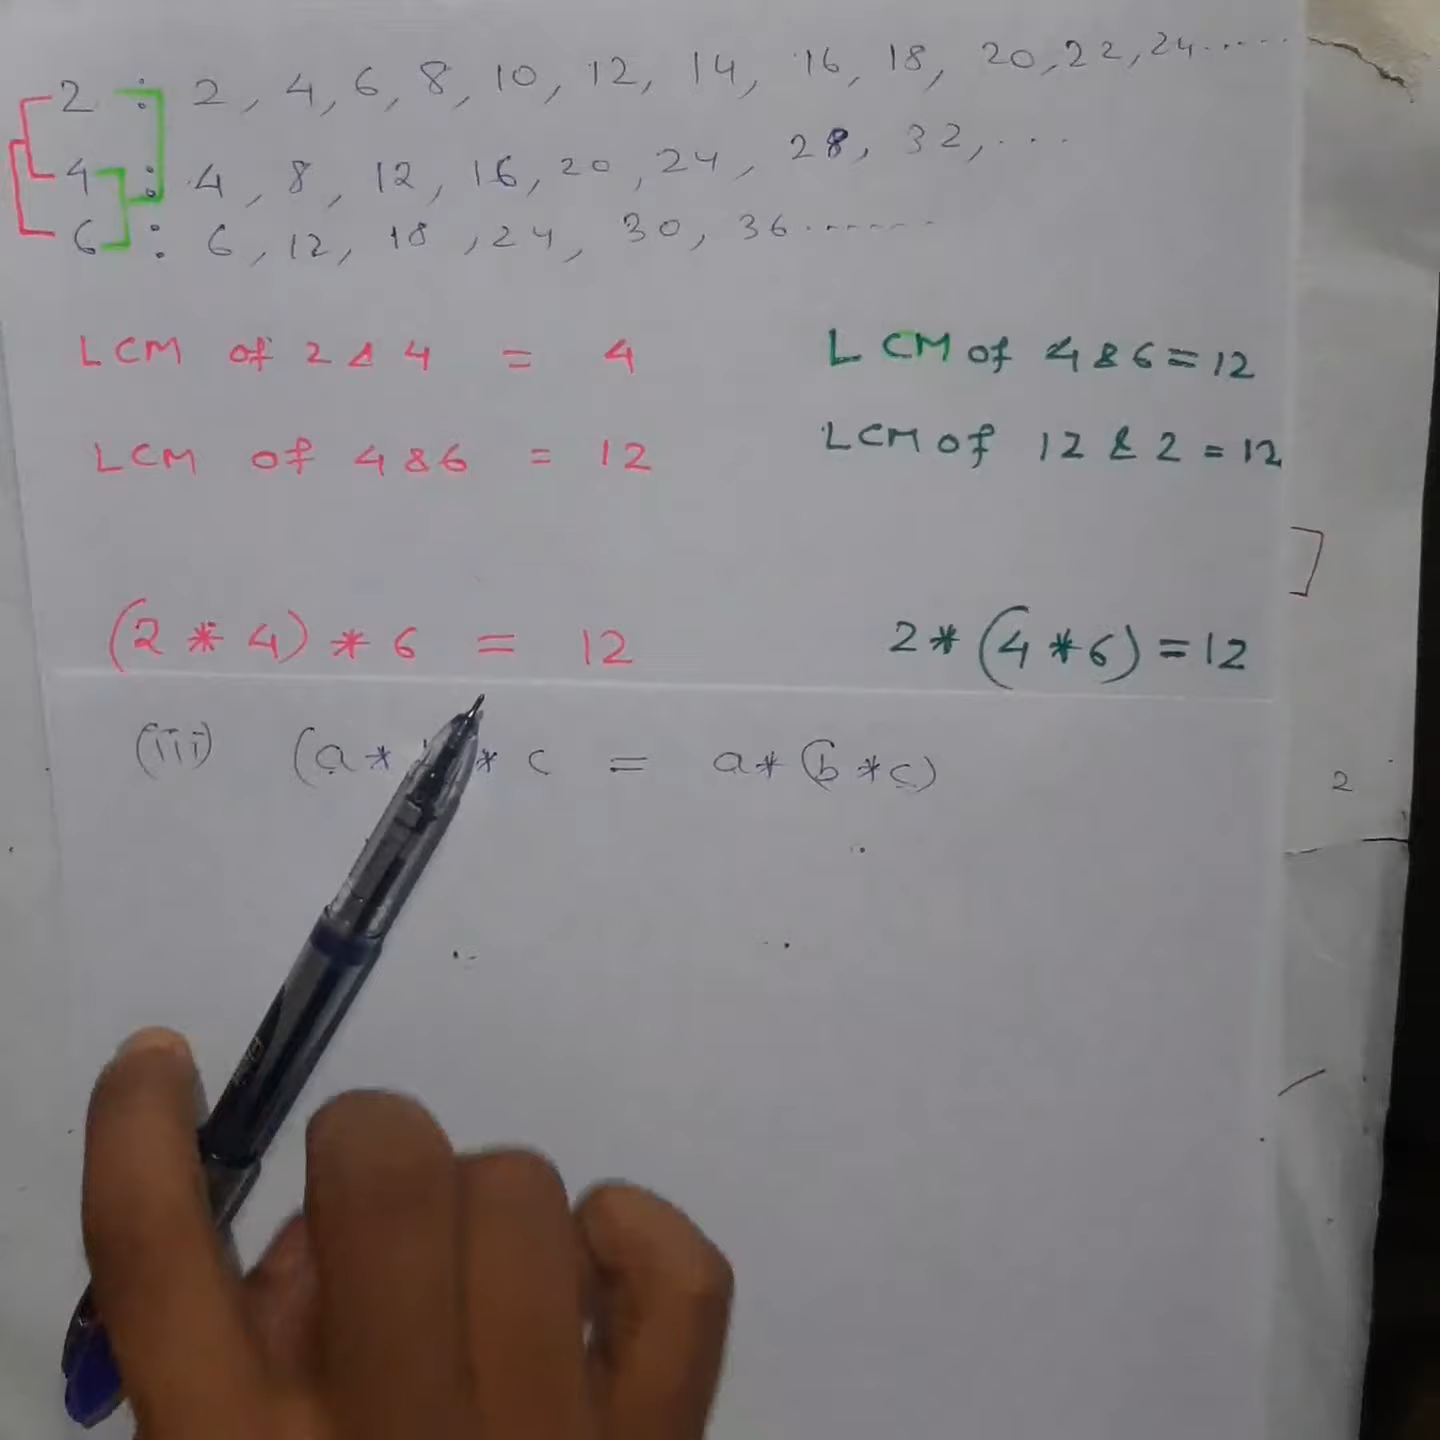 2 : 2, 4, 6, 8, 10, 12, 14, 16, 18, 20, 22, 24......
4 : 4, 8, 12, 16, 20, 24, 28, 32, ...
6 : 6, 12, 18, 24, 30, 36.......
LCM of 2 & 4 = 4
LCM of 4 & 6 = 12
LCM of 4 & 6 = 12
LCM of 12 & 2 = 12
(2 * 4) * 6 = 12
2 * (4 * 6) = 12
(iii) (a * * c = a * (b * c)
2